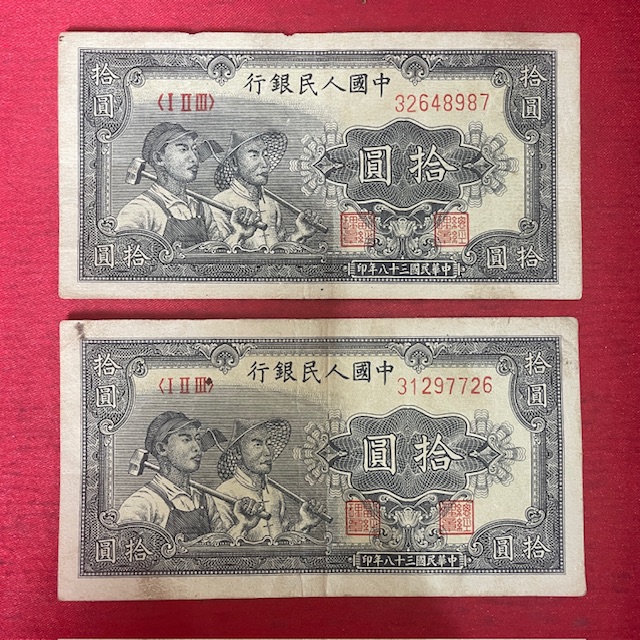 中國人民銀行
拾圓
拾圓
〈I II III〉
32648987
拾圓
拾圓
拾圓
中華民國三十八年印
中國人民銀行
拾圓
拾圓
〈I II III〉
31297726
拾圓
拾圓
拾圓
中華民國三十八年印